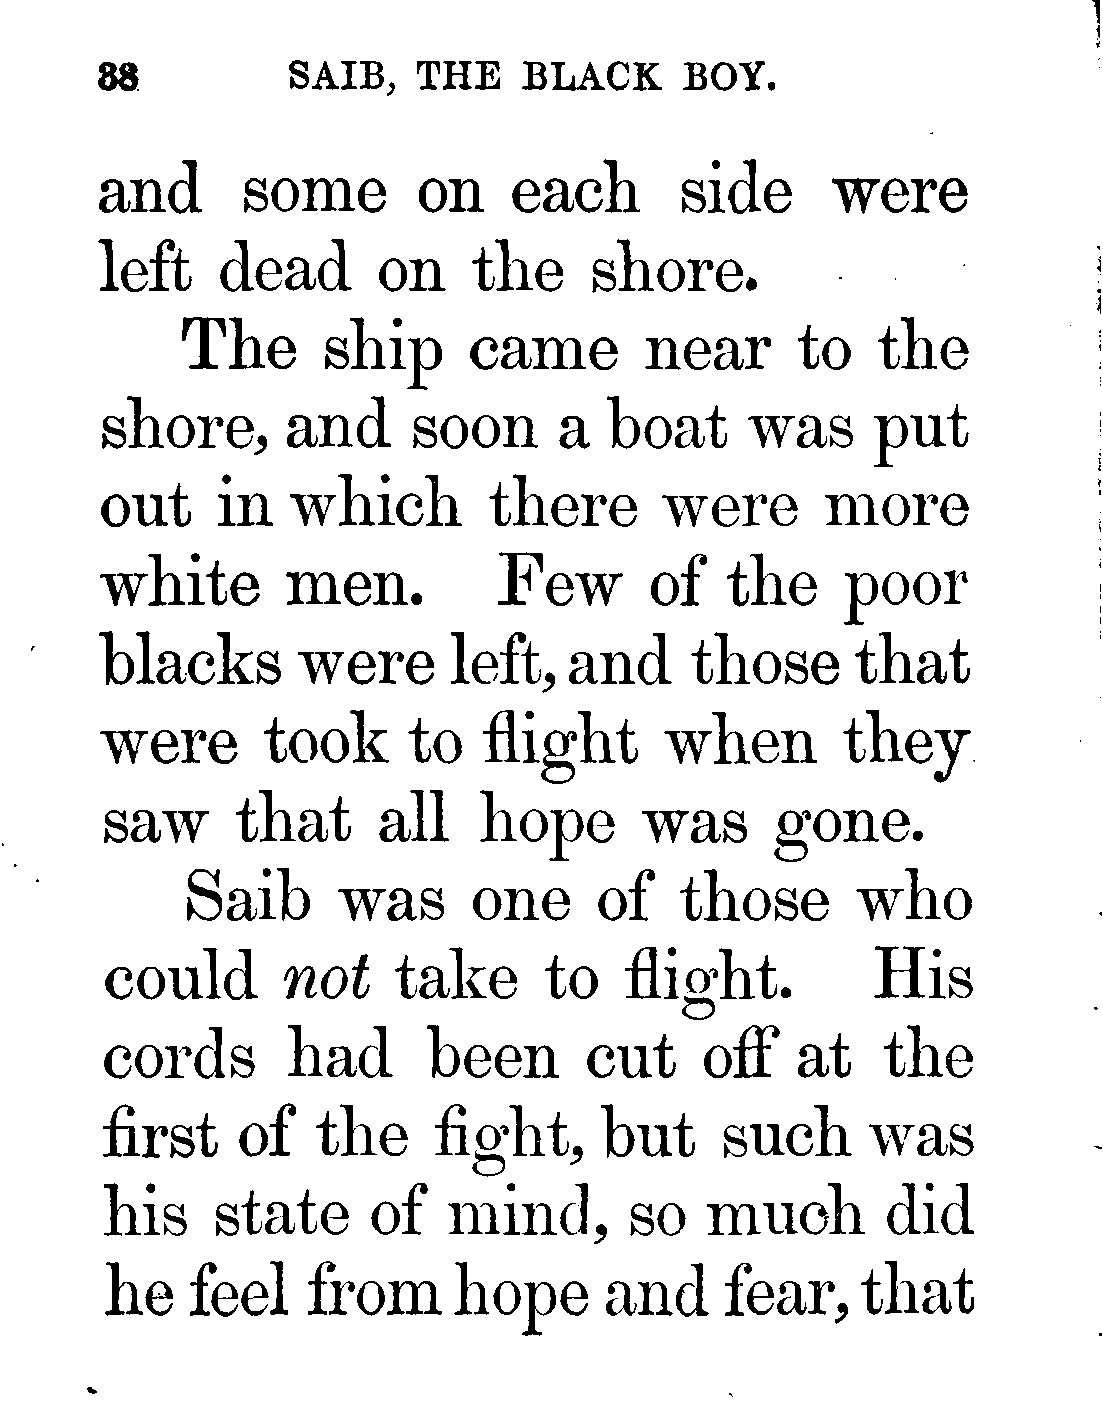 38 SAIB, THE BLACK BOY.
and some on each side were
left dead on the shore.
The ship came near to the
shore, and soon a boat was put
out in which there were more
white men. Few of the poor
blacks were left, and those that
were took to flight when they
saw that all hope was gone.
Saib was one of those who
could not take to flight. His
cords had been cut off at the
first of the fight, but such was
his state of mind, so much did
he feel from hope and fear, that